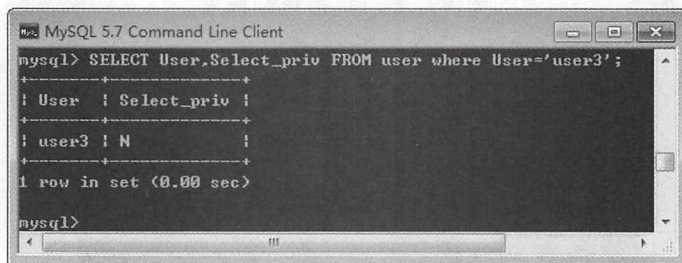 MySQL 5.7 Command Line Client
mysql> SELECT User,Select_priv FROM user where User='user3';
+-------+-------------+
| User | Select_priv |
+-------+-------------+
| user3 | N |
+-------+-------------+
1 row in set (0.00 sec)
mysql>